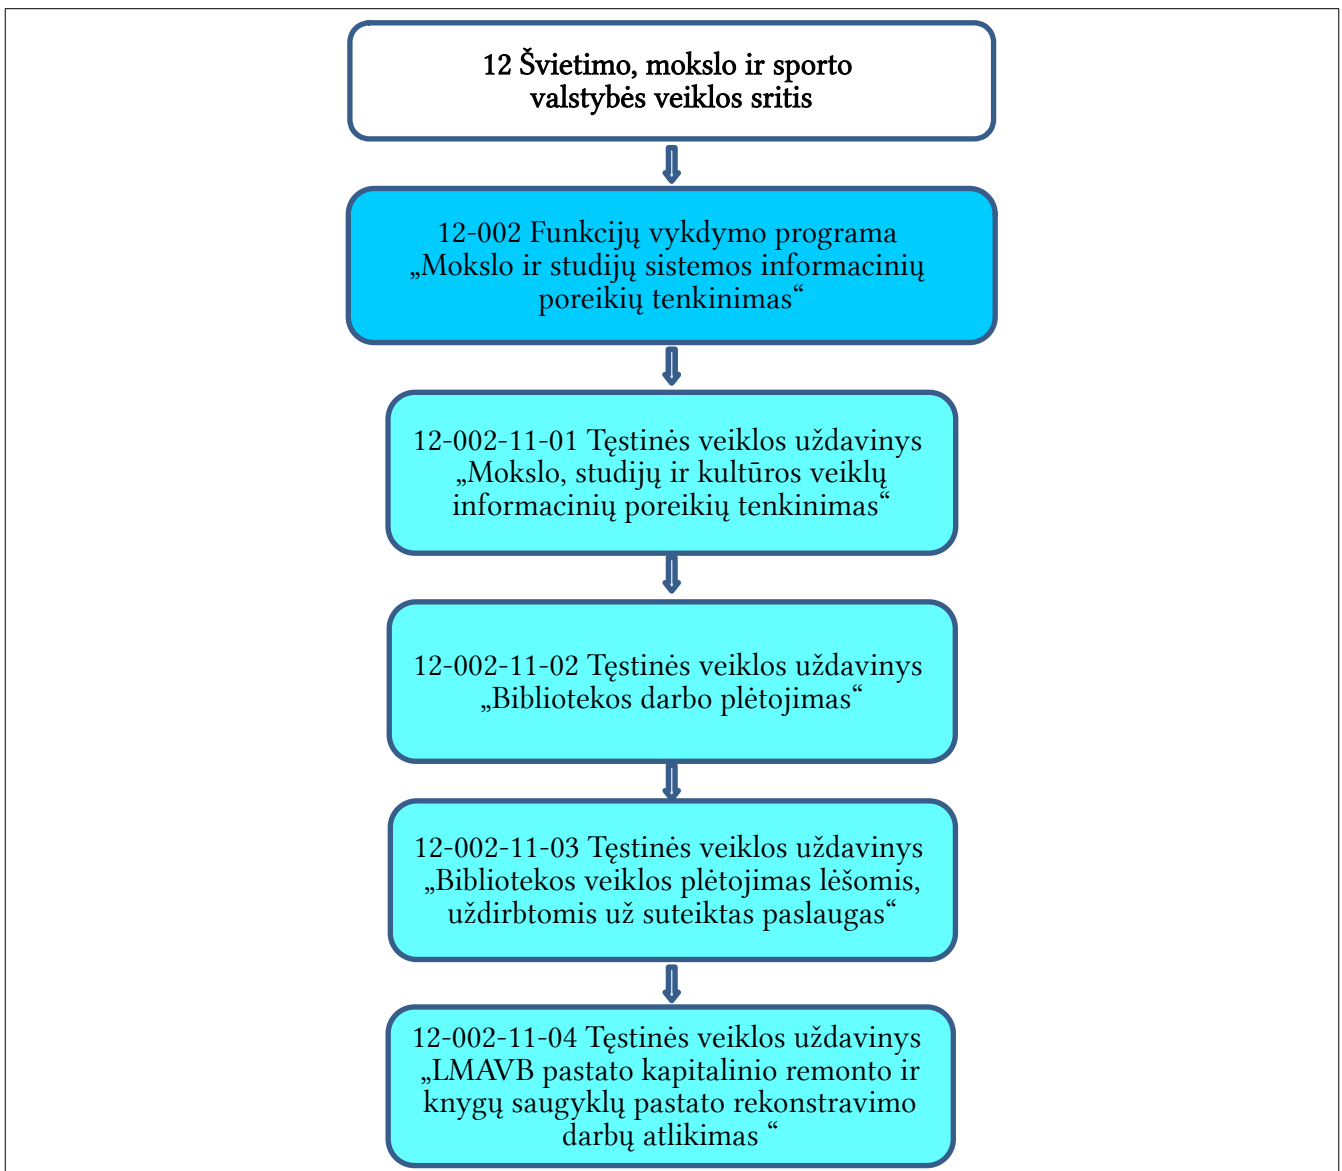 12 Švietimo, mokslo ir sporto
valstybės veiklos sritis
12-002 Funkcijų vykdymo programa
„Mokslo ir studijų sistemos informacinių
poreikių tenkinimas“
12-002-11-01 Tęstinės veiklos uždavinys
„Mokslo, studijų ir kultūros veiklų
informacinių poreikių tenkinimas“
12-002-11-02 Tęstinės veiklos uždavinys
„Bibliotekos darbo plėtojimas“
12-002-11-03 Tęstinės veiklos uždavinys
„Bibliotekos veiklos plėtojimas lėšomis,
uždirbtomis už suteiktas paslaugas“
12-002-11-04 Tęstinės veiklos uždavinys
„LMAVB pastato kapitalinio remonto ir
knygų saugyklų pastato rekonstravimo
darbų atlikimas “